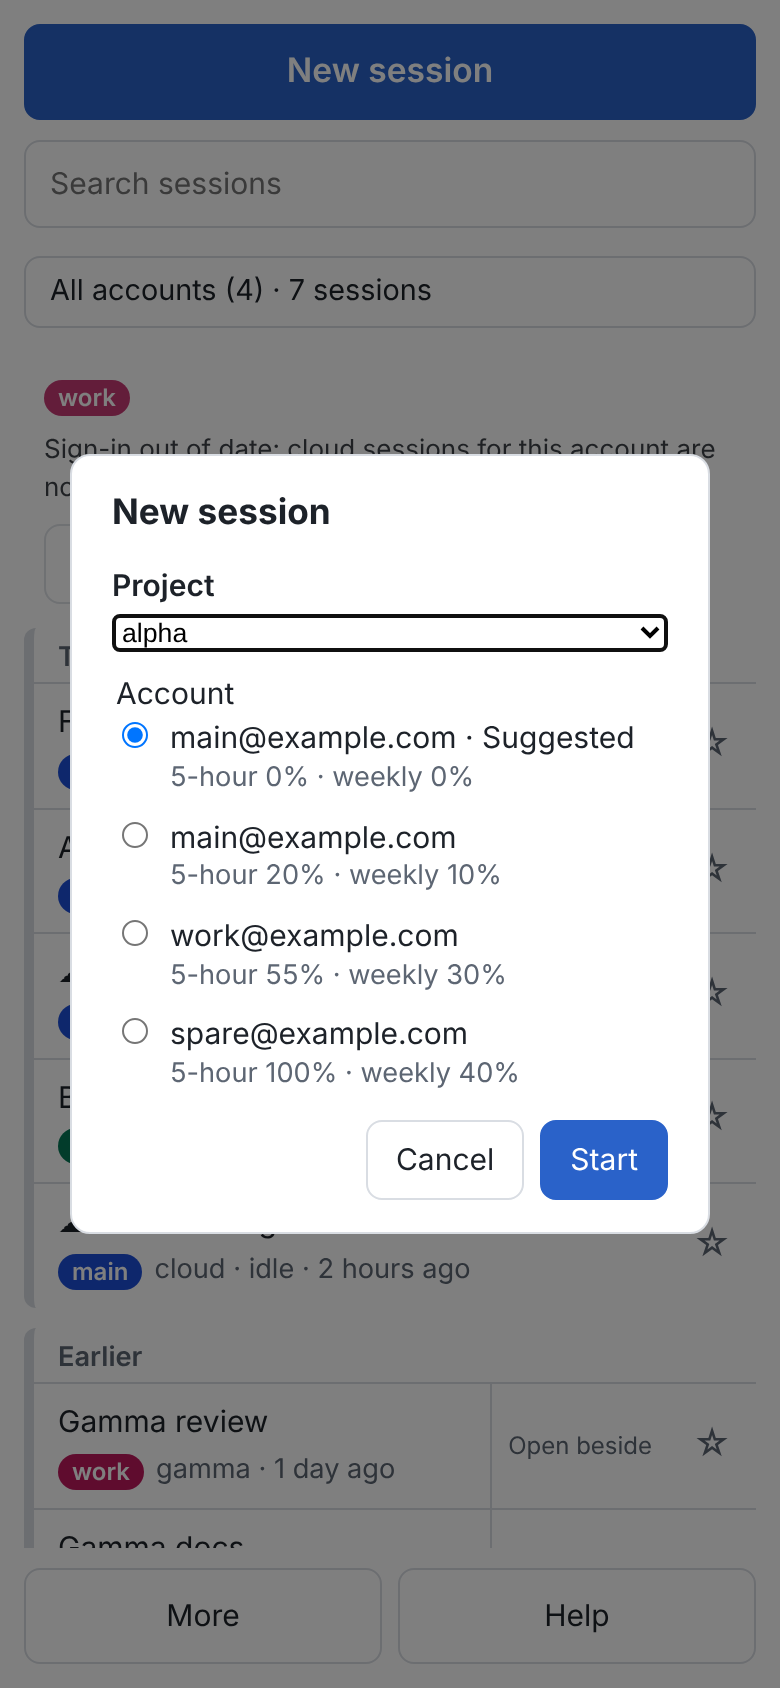 New session
Search sessions
All accounts (4) · 7 sessions
work
Sign-in out of date: cloud sessions for this account are
New session
Project
alpha
Account
main@example.com · Suggested
5-hour 0% · weekly 0%
main@example.com
5-hour 20% · weekly 10%
work@example.com
5-hour 55% · weekly 30%
spare@example.com
5-hour 100% · weekly 40%
Cancel
Start
main cloud · idle · 2 hours ago
Earlier
Gamma review
Open beside
work gamma · 1 day ago
Gamma docs
More
Help